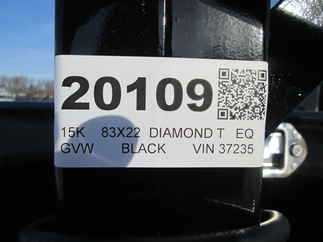 20109
15K 83X22 DIAMOND T EQ
GVW BLACK VIN 37235